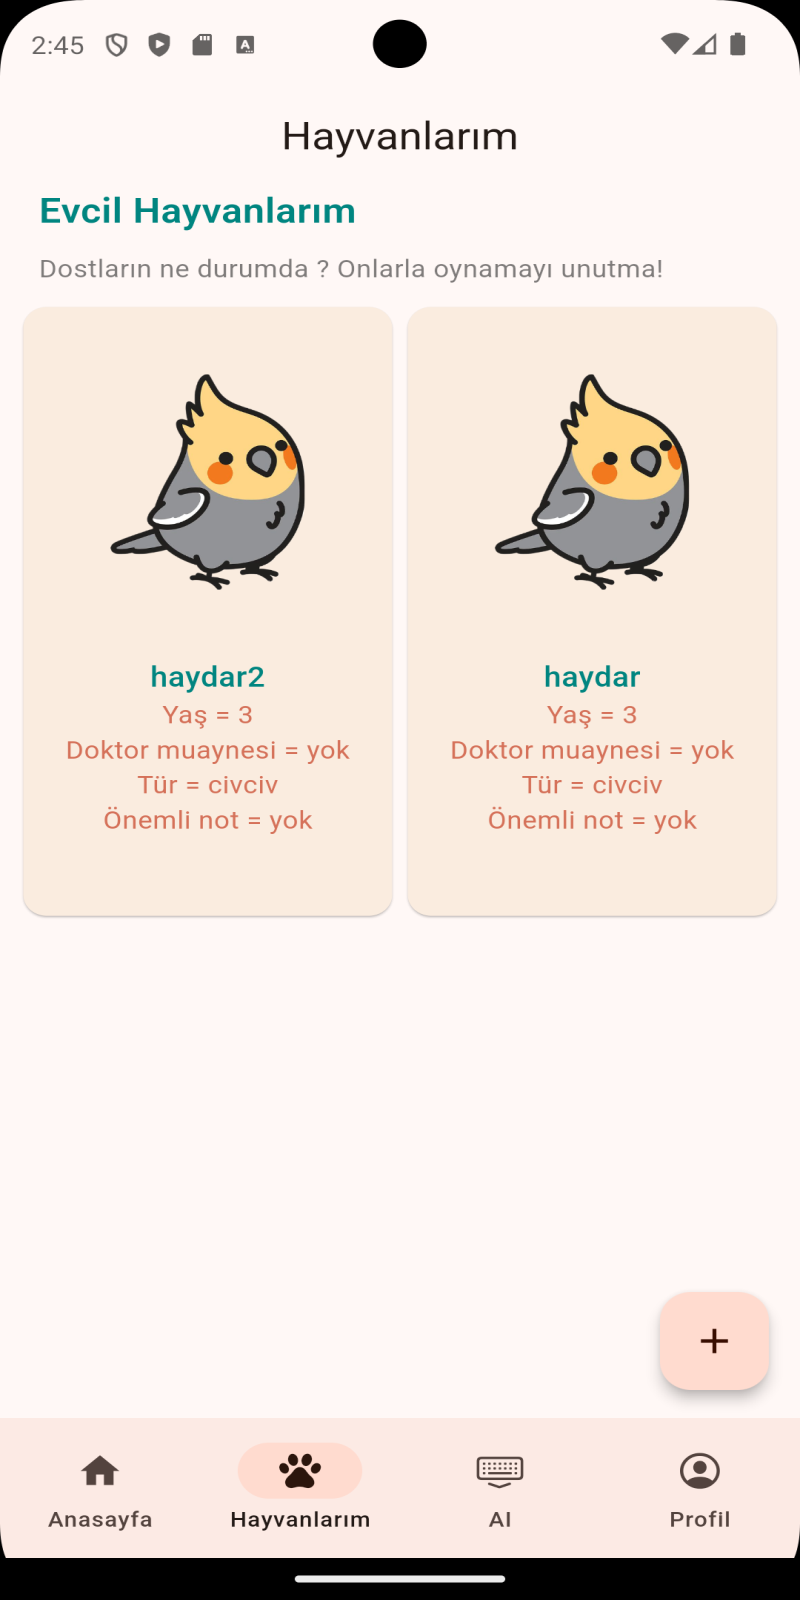 2:45
Hayvanlarım
Evcil Hayvanlarım
Dostların ne durumda ? Onlarla oynamayı unutma!
haydar2
Yaş = 3
Doktor muaynesi = yok
Tür = civciv
Önemli not = yok
haydar
Yaş = 3
Doktor muaynesi = yok
Tür = civciv
Önemli not = yok
Anasayfa
Hayvanlarım
AI
Profil